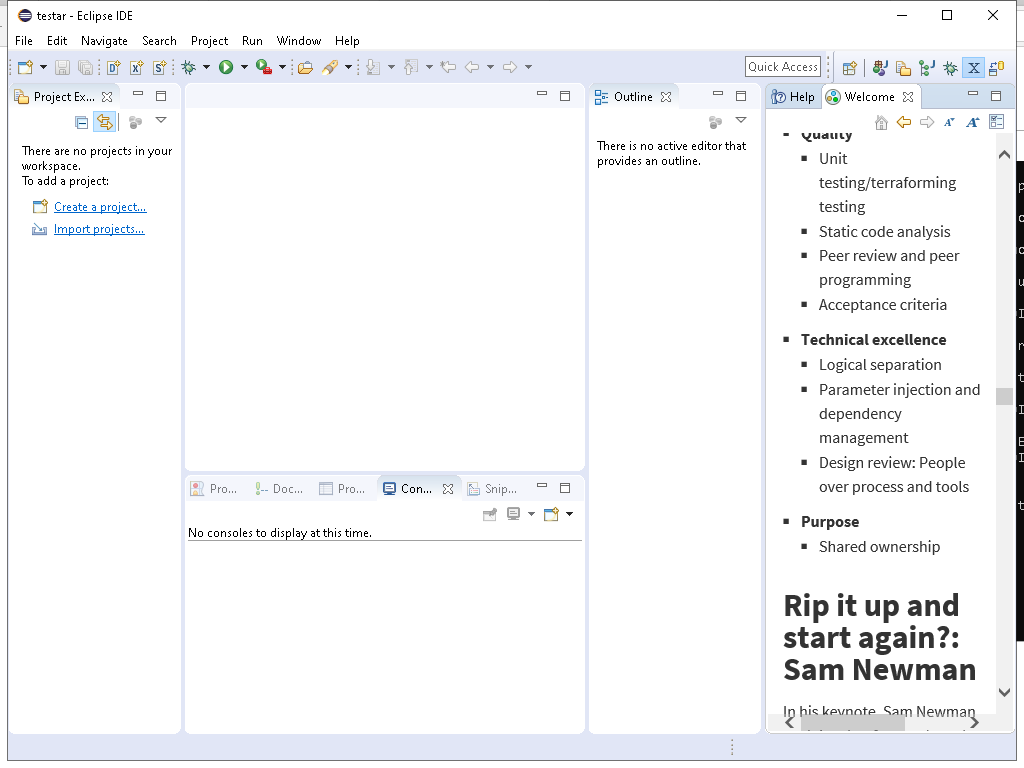 testar - Eclipse IDE
File Edit Navigate Search Project Run Window Help
Quick Access
Project Ex...
Outline
Help
Welcome
There are no projects in your
workspace.
To add a project:
Create a project...
Import projects...
There is no active editor that
provides an outline.
Pro...
Doc...
Pro...
Con...
Snip...
No consoles to display at this time.
Quality
Unit
testing/terraforming
testing
Static code analysis
Peer review and peer
programming
Acceptance criteria
Technical excellence
Logical separation
Parameter injection and
dependency
management
Design review: People
over process and tools
Purpose
Shared ownership
Rip it up and
start again?:
Sam Newman
In his keynote, Sam Newman